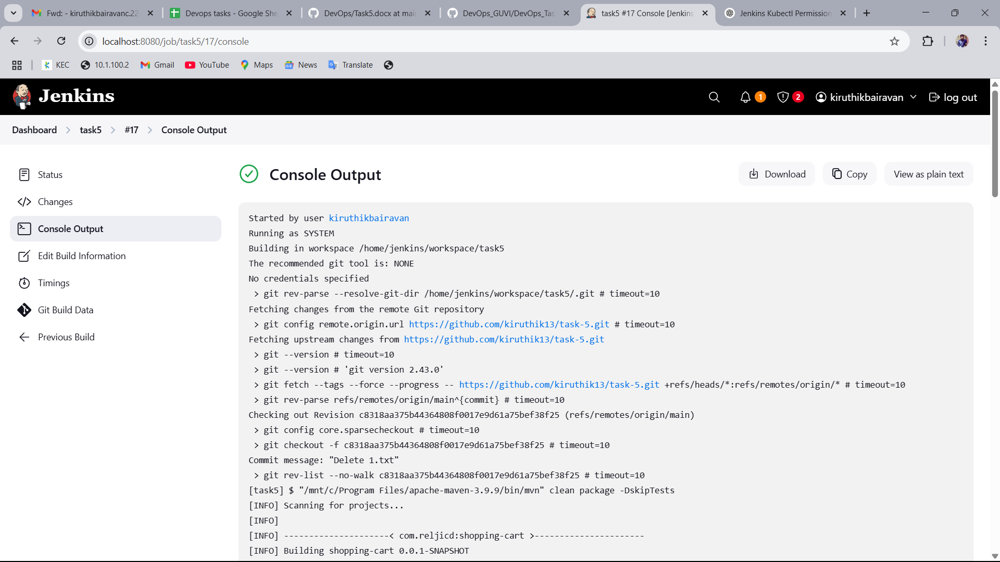 Fwd: - kiruthikbairavanc.22
Devops tasks - Google She
DevOps/Task5.docx at mai
DevOps_GUVI/DevOps_Tas
task5 #17 Console [Jenkins
Jenkins Kubectl Permission
localhost:8080/job/task5/17/console
KEC
10.1.100.2
Gmail
YouTube
Maps
News
Translate
Jenkins
1
2
kiruthikbairavan
log out
Dashboard
task5
#17
Console Output
Status
Changes
Console Output
Edit Build Information
Timings
Git Build Data
Previous Build
Console Output
Download
Copy
View as plain text
Started by user kiruthikbairavan
Running as SYSTEM
Building in workspace /home/jenkins/workspace/task5
The recommended git tool is: NONE
No credentials specified
> git rev-parse --resolve-git-dir /home/jenkins/workspace/task5/.git # timeout=10
Fetching changes from the remote Git repository
> git config remote.origin.url https://github.com/kiruthik13/task-5.git # timeout=10
Fetching upstream changes from https://github.com/kiruthik13/task-5.git
> git --version # timeout=10
> git --version # 'git version 2.43.0'
> git fetch --tags --force --progress -- https://github.com/kiruthik13/task-5.git +refs/heads/*:refs/remotes/origin/* # timeout=10
> git rev-parse refs/remotes/origin/main^{commit} # timeout=10
Checking out Revision c8318aa375b44364808f0017e9d61a75bef38f25 (refs/remotes/origin/main)
> git config core.sparsecheckout # timeout=10
> git checkout -f c8318aa375b44364808f0017e9d61a75bef38f25 # timeout=10
Commit message: "Delete 1.txt"
> git rev-list --no-walk c8318aa375b44364808f0017e9d61a75bef38f25 # timeout=10
[task5] $ "/mnt/c/Program Files/apache-maven-3.9.9/bin/mvn" clean package -DskipTests
[INFO] Scanning for projects...
[INFO]
[INFO] ---------------------< com.reljicd:shopping-cart >----------------------
[INFO] Building shopping-cart 0.0.1-SNAPSHOT